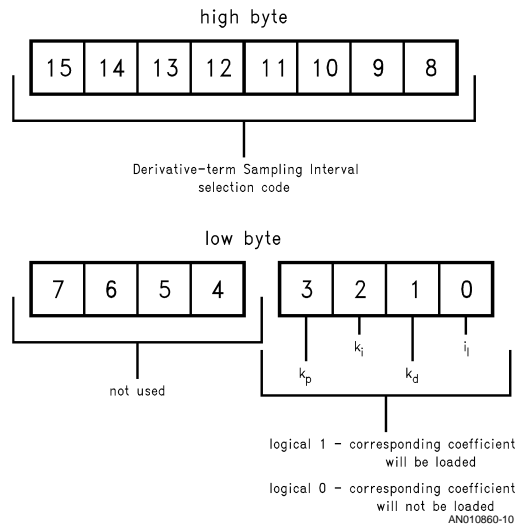 high byte
15 14 13 12 11 10 9 8
Derivative-term Sampling Interval
selection code
low byte
7 6 5 4 3 2 1 0
kp ki kd il
not used
logical 1 – corresponding coefficient
will be loaded
logical 0 – corresponding coefficient
will not be loaded
AN010860-10